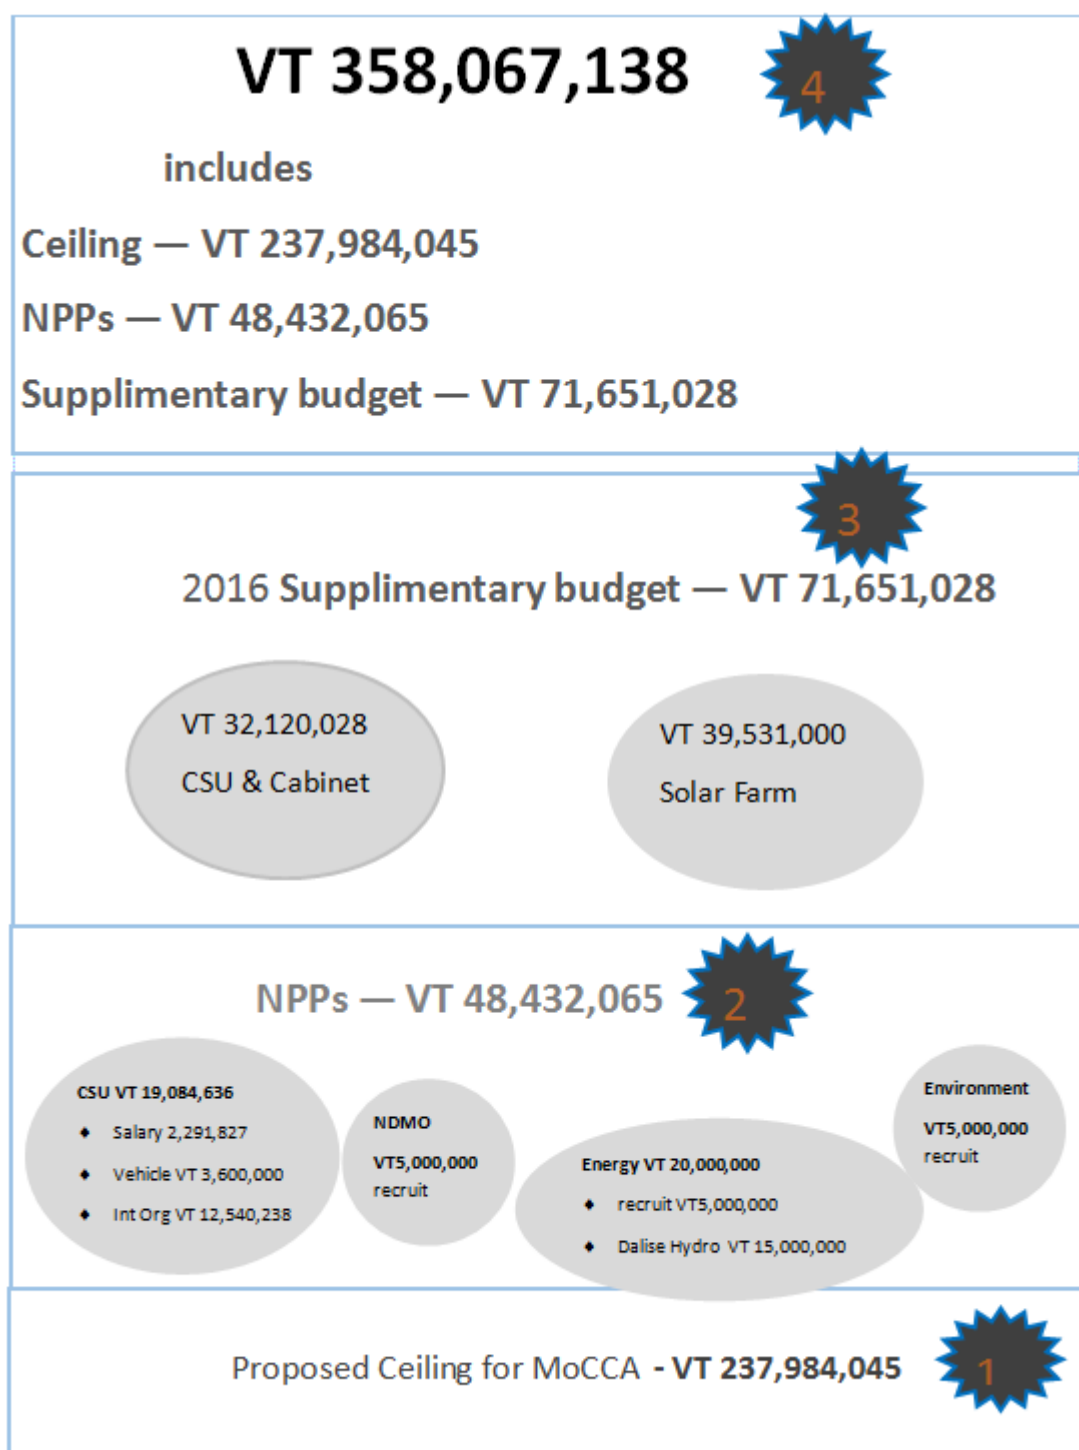 VT 358,067,138
4
includes
Ceiling — VT 237,984,045
NPPs — VT 48,432,065
Supplimentary budget — VT 71,651,028
3
2016 Supplimentary budget — VT 71,651,028
VT 32,120,028
CSU & Cabinet
VT 39,531,000
Solar Farm
NPPs — VT 48,432,065
2
CSU VT 19,084,636
♦ Salary 2,291,827
♦ Vehicle VT 3,600,000
♦ Int Org VT 12,540,238
NDMO
VT5,000,000
recruit
Energy VT 20,000,000
♦ recruit VT5,000,000
♦ Dalise Hydro VT 15,000,000
Environment
VT5,000,000
recruit
Proposed Ceiling for MoCCA - VT 237,984,045
1